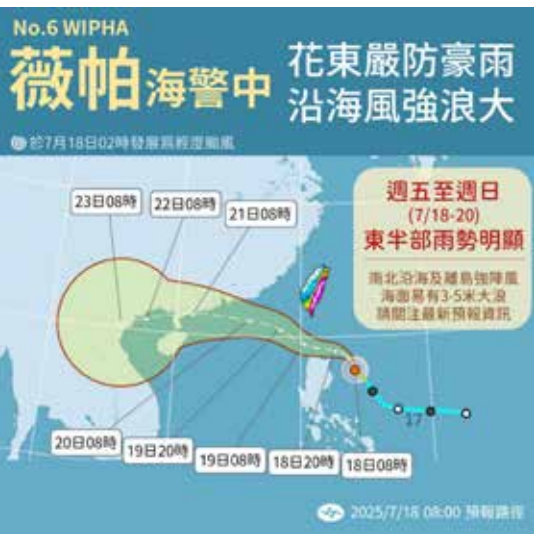 No.6 WIPHA
薇帕海警中
花東嚴防豪雨
沿海風強浪大
於7月18日02時發展為輕度颱風
23日08時
22日08時
21日08時
週五至週日
(7/18-20)
東半部雨勢明顯
南北沿海及離島強陣風
海面易有3-5米大浪
請關注最新預報資訊
17
20日08時
19日20時
19日08時
18日20時
18日08時
2025/7/18 08:00 預報路徑